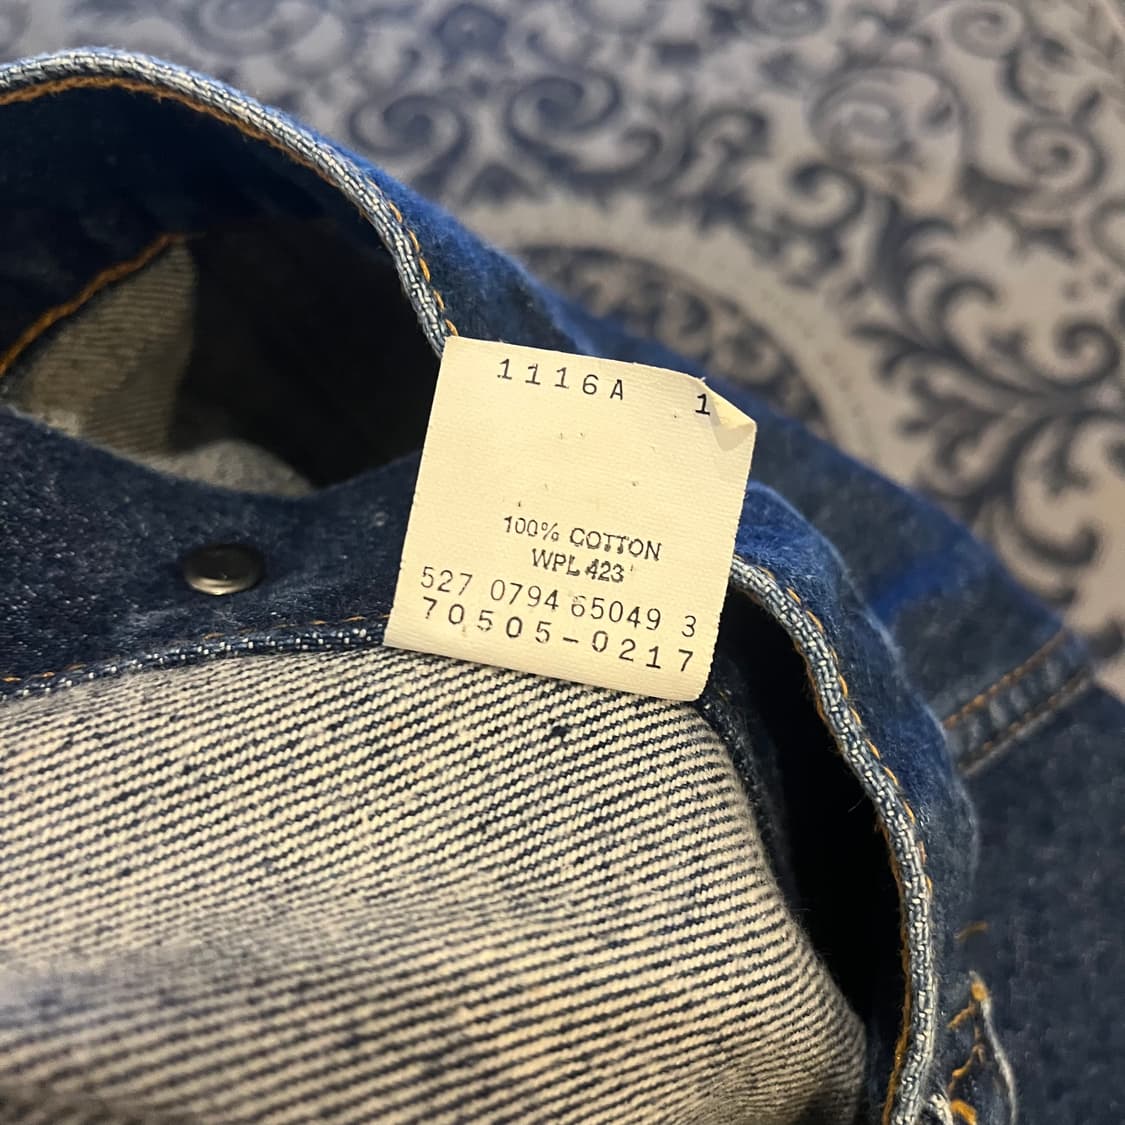 1116A 1
100% COTTON
WPL 423
527 0794 65049 3
70505-0217